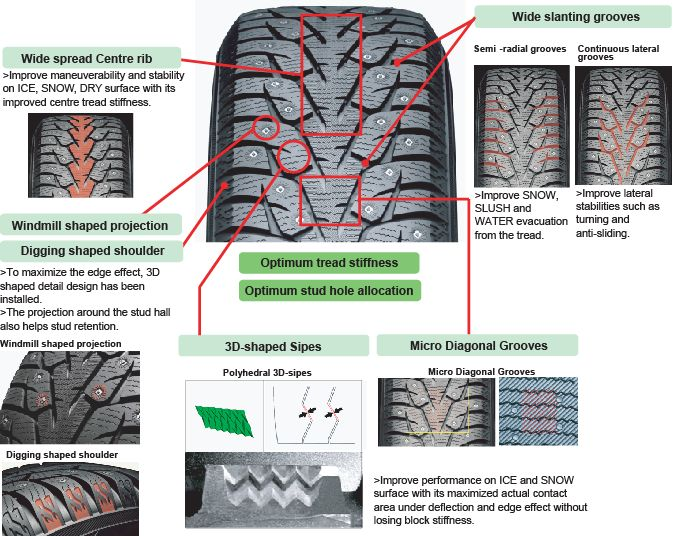 Wide slanting grooves
Semi -radial grooves
Continuous lateral
grooves
>Improve SNOW,
SLUSH and
WATER evacuation
from the tread.
>Improve lateral
stabilities such as
turning and
anti-sliding.
Wide spread Centre rib
>Improve maneuverability and stability
on ICE, SNOW, DRY surface with its
improved centre tread stiffness.
Windmill shaped projection
Digging shaped shoulder
>To maximize the edge effect, 3D
shaped detail design has been
installed.
>The projection around the stud hall
also helps stud retention.
Windmill shaped projection
Digging shaped shoulder
Optimum tread stiffness
Optimum stud hole allocation
3D-shaped Sipes
Polyhedral 3D-sipes
Micro Diagonal Grooves
Micro Diagonal Grooves
>Improve performance on ICE and SNOW
surface with its maximized actual contact
area under deflection and edge effect without
losing block stiffness.